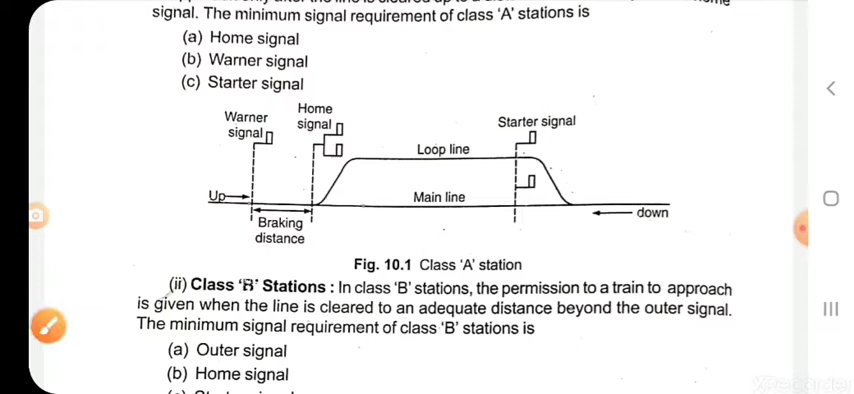 signal. The minimum signal requirement of class 'A' stations is
(a) Home signal
(b) Warner signal
(c) Starter signal
Warner signal
Home signal
Starter signal
Loop line
Up
Main line
down
Braking distance
Fig. 10.1 Class 'A' station
(ii) Class 'B' Stations : In class 'B' stations, the permission to a train to approach
is given when the line is cleared to an adequate distance beyond the outer signal.
The minimum signal requirement of class 'B' stations is
(a) Outer signal
(b) Home signal
XRecorder